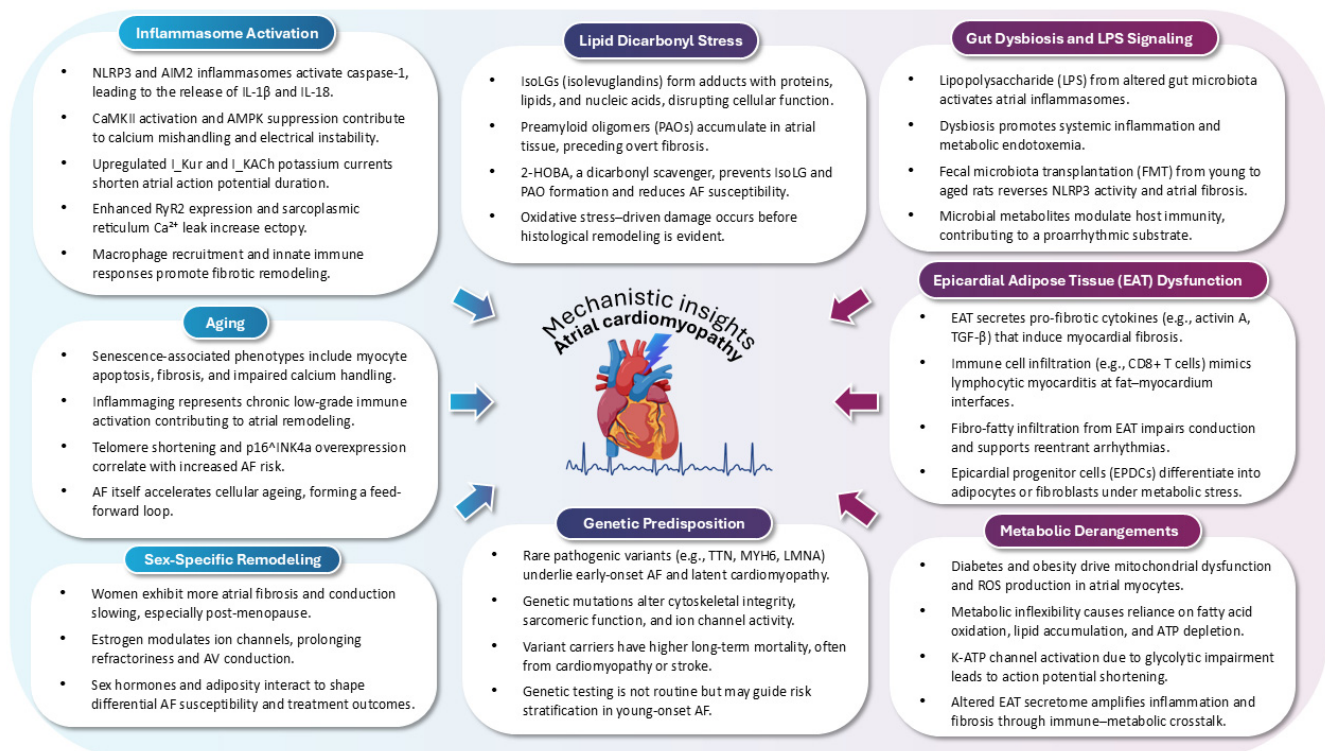 Inflammasome Activation
• NLRP3 and AIM2 inflammasomes activate caspase-1,
leading to the release of IL-1β and IL-18.
• CaMKII activation and AMPK suppression contribute
to calcium mishandling and electrical instability.
• Upregulated I_Kur and I_KACh potassium currents
shorten atrial action potential duration.
• Enhanced RyR2 expression and sarcoplasmic
reticulum Ca²⁺ leak increase ectopy.
• Macrophage recruitment and innate immune
responses promote fibrotic remodeling.
Lipid Dicarbonyl Stress
• IsoLGs (isolevuglandins) form adducts with proteins,
lipids, and nucleic acids, disrupting cellular function.
• Preamyloid oligomers (PAOs) accumulate in atrial
tissue, preceding overt fibrosis.
• 2-HOBA, a dicarbonyl scavenger, prevents IsoLG and
PAO formation and reduces AF susceptibility.
• Oxidative stress–driven damage occurs before
histological remodeling is evident.
Gut Dysbiosis and LPS Signaling
• Lipopolysaccharide (LPS) from altered gut microbiota
activates atrial inflammasomes.
• Dysbiosis promotes systemic inflammation and
metabolic endotoxemia.
• Fecal microbiota transplantation (FMT) from young to
aged rats reverses NLRP3 activity and atrial fibrosis.
• Microbial metabolites modulate host immunity,
contributing to a proarrhythmic substrate.
Aging
• Senescence-associated phenotypes include myocyte
apoptosis, fibrosis, and impaired calcium handling.
• Inflammaging represents chronic low-grade immune
activation contributing to atrial remodeling.
• Telomere shortening and p16^INK4a overexpression
correlate with increased AF risk.
• AF itself accelerates cellular ageing, forming a feed-
forward loop.
Mechanistic insights
Atrial cardiomyopathy
Epicardial Adipose Tissue (EAT) Dysfunction
• EAT secretes pro-fibrotic cytokines (e.g., activin A,
TGF-β) that induce myocardial fibrosis.
• Immune cell infiltration (e.g., CD8+ T cells) mimics
lymphocytic myocarditis at fat–myocardium
interfaces.
• Fibro-fatty infiltration from EAT impairs conduction
and supports reentrant arrhythmias.
• Epicardial progenitor cells (EPDCs) differentiate into
adipocytes or fibroblasts under metabolic stress.
Sex-Specific Remodeling
• Women exhibit more atrial fibrosis and conduction
slowing, especially post-menopause.
• Estrogen modulates ion channels, prolonging
refractoriness and AV conduction.
• Sex hormones and adiposity interact to shape
differential AF susceptibility and treatment outcomes.
Genetic Predisposition
• Rare pathogenic variants (e.g., TTN, MYH6, LMNA)
underlie early-onset AF and latent cardiomyopathy.
• Genetic mutations alter cytoskeletal integrity,
sarcomeric function, and ion channel activity.
• Variant carriers have higher long-term mortality, often
from cardiomyopathy or stroke.
• Genetic testing is not routine but may guide risk
stratification in young-onset AF.
Metabolic Derangements
• Diabetes and obesity drive mitochondrial dysfunction
and ROS production in atrial myocytes.
• Metabolic inflexibility causes reliance on fatty acid
oxidation, lipid accumulation, and ATP depletion.
• K-ATP channel activation due to glycolytic impairment
leads to action potential shortening.
• Altered EAT secretome amplifies inflammation and
fibrosis through immune–metabolic crosstalk.